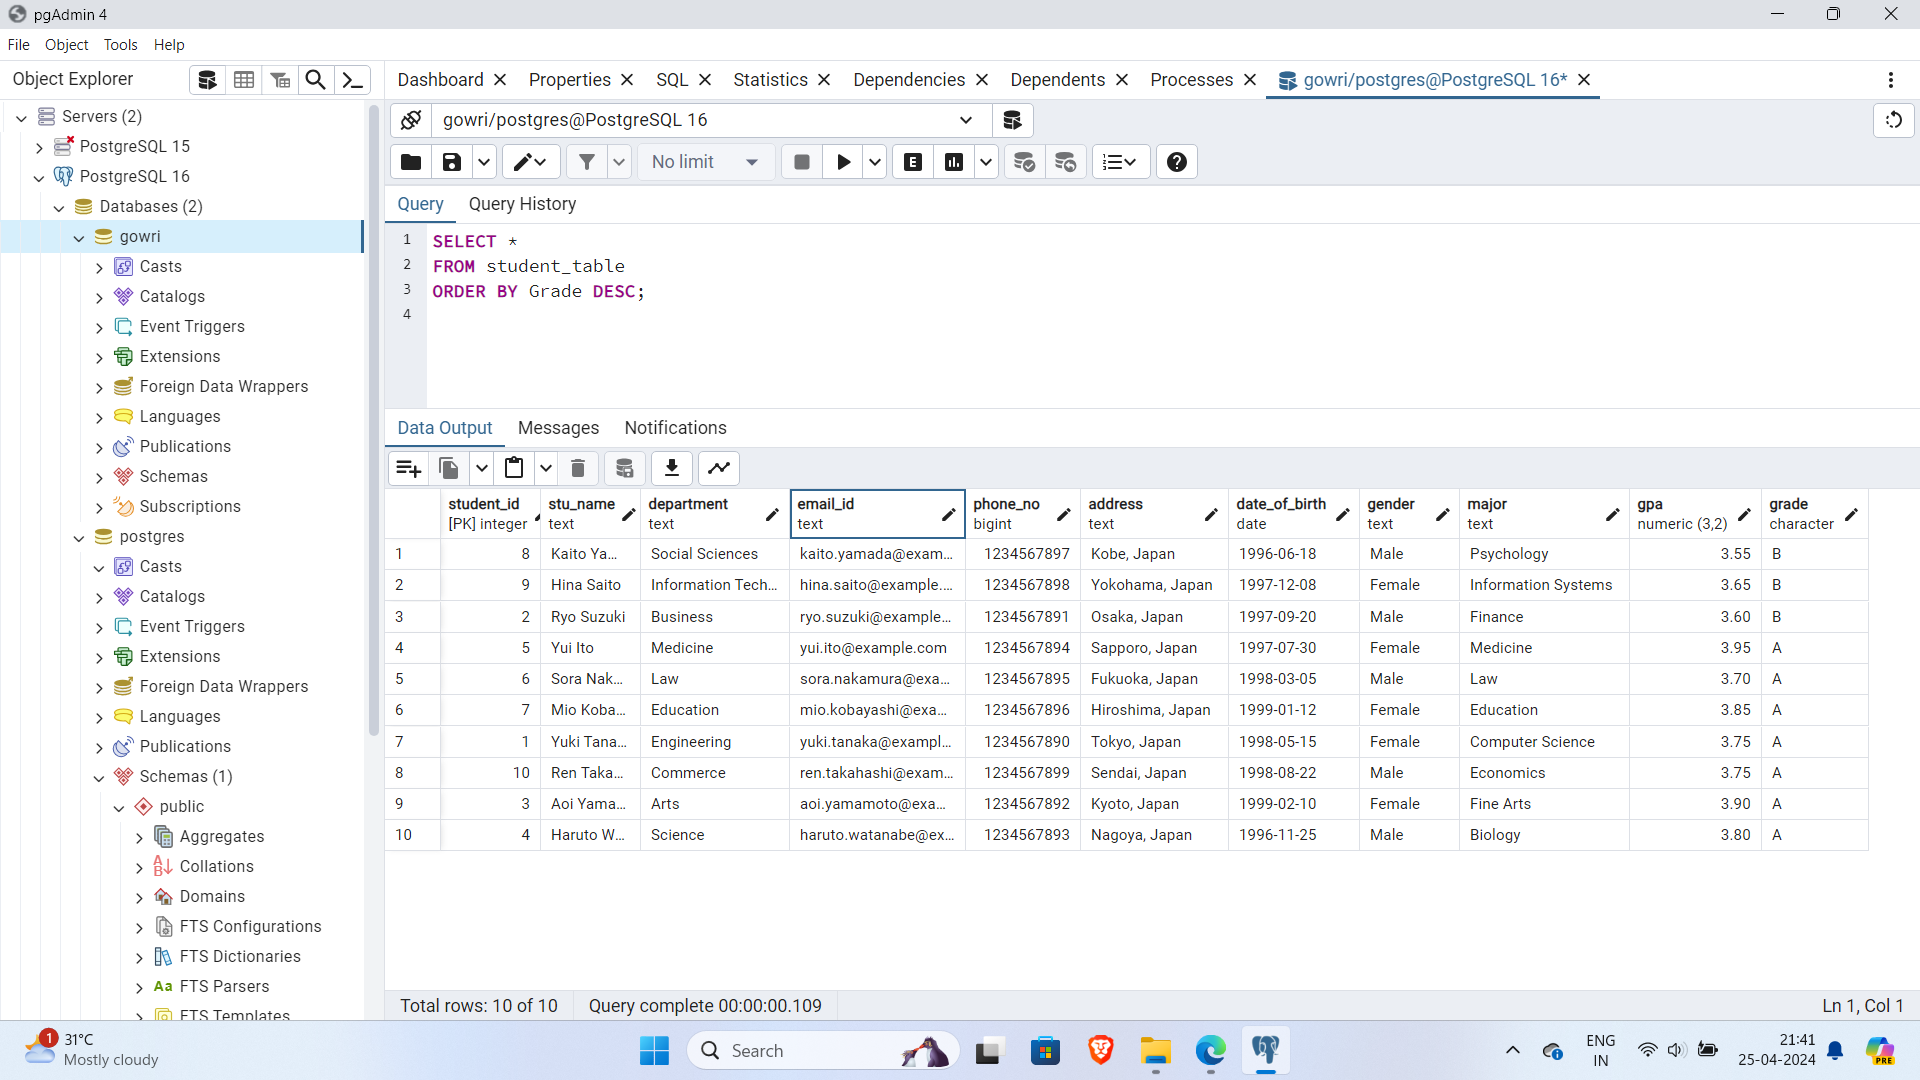 pgAdmin 4
File Object Tools Help
Object Explorer
Dashboard Properties SQL Statistics Dependencies Dependents Processes gowri/postgres@PostgreSQL 16*
Servers (2)
PostgreSQL 15
PostgreSQL 16
Databases (2)
gowri
Casts
Catalogs
Event Triggers
Extensions
Foreign Data Wrappers
Languages
Publications
Schemas
Subscriptions
postgres
Casts
Catalogs
Event Triggers
Extensions
Foreign Data Wrappers
Languages
Publications
Schemas (1)
public
Aggregates
Collations
Domains
FTS Configurations
FTS Dictionaries
Aa FTS Parsers
FTS Templates
gowri/postgres@PostgreSQL 16
No limit
E
Query Query History
1 SELECT *
2 FROM student_table
3 ORDER BY Grade DESC;
4
Data Output Messages Notifications
student_id stu_name department email_id phone_no address date_of_birth gender major gpa grade
[PK] integer text text text bigint text date text text numeric (3,2) character
1 8 Kaito Ya... Social Sciences kaito.yamada@exam... 1234567897 Kobe, Japan 1996-06-18 Male Psychology 3.55 B
2 9 Hina Saito Information Tech... hina.saito@example.... 1234567898 Yokohama, Japan 1997-12-08 Female Information Systems 3.65 B
3 2 Ryo Suzuki Business ryo.suzuki@example... 1234567891 Osaka, Japan 1997-09-20 Male Finance 3.60 B
4 5 Yui Ito Medicine yui.ito@example.com 1234567894 Sapporo, Japan 1997-07-30 Female Medicine 3.95 A
5 6 Sora Nak... Law sora.nakamura@exa... 1234567895 Fukuoka, Japan 1998-03-05 Male Law 3.70 A
6 7 Mio Koba... Education mio.kobayashi@exa... 1234567896 Hiroshima, Japan 1999-01-12 Female Education 3.85 A
7 1 Yuki Tana... Engineering yuki.tanaka@exampl... 1234567890 Tokyo, Japan 1998-05-15 Female Computer Science 3.75 A
8 10 Ren Taka... Commerce ren.takahashi@exam... 1234567899 Sendai, Japan 1998-08-22 Male Economics 3.75 A
9 3 Aoi Yama... Arts aoi.yamamoto@exa... 1234567892 Kyoto, Japan 1999-02-10 Female Fine Arts 3.90 A
10 4 Haruto W... Science haruto.watanabe@ex... 1234567893 Nagoya, Japan 1996-11-25 Male Biology 3.80 A
Total rows: 10 of 10 Query complete 00:00:00.109 Ln 1, Col 1
1
31°C
Mostly cloudy
Search
ENG
IN
21:41
25-04-2024
PRE